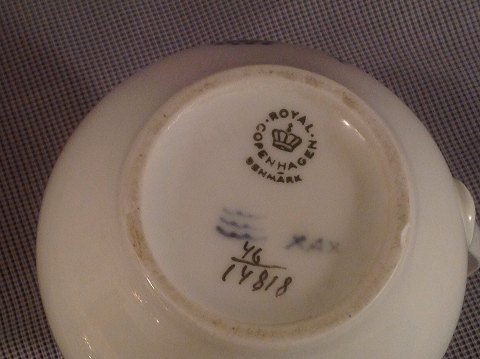 ROYAL
COPENHAGEN
DENMARK
46
14818